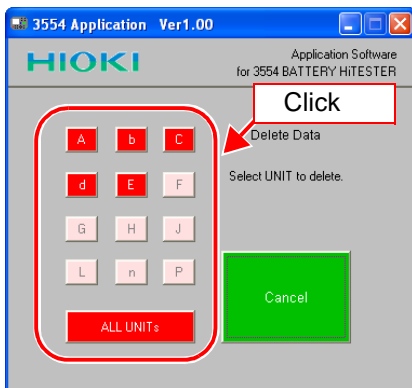 3554 Application Ver1.00
HIOKI
Application Software
for 3554 BATTERY HiTESTER
Click
Delete Data
Select UNIT to delete.
A b C
d E F
G H J
L n P
ALL UNITs
Cancel